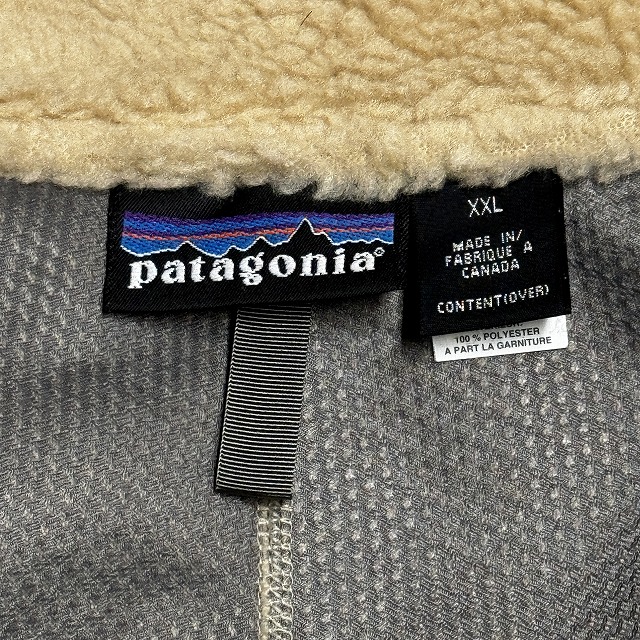 patagonia®
XXL
MADE IN/
FABRIQUE A
CANADA
CONTENT(OVER)
100 % POLYESTER
A PART LA GARNITURE